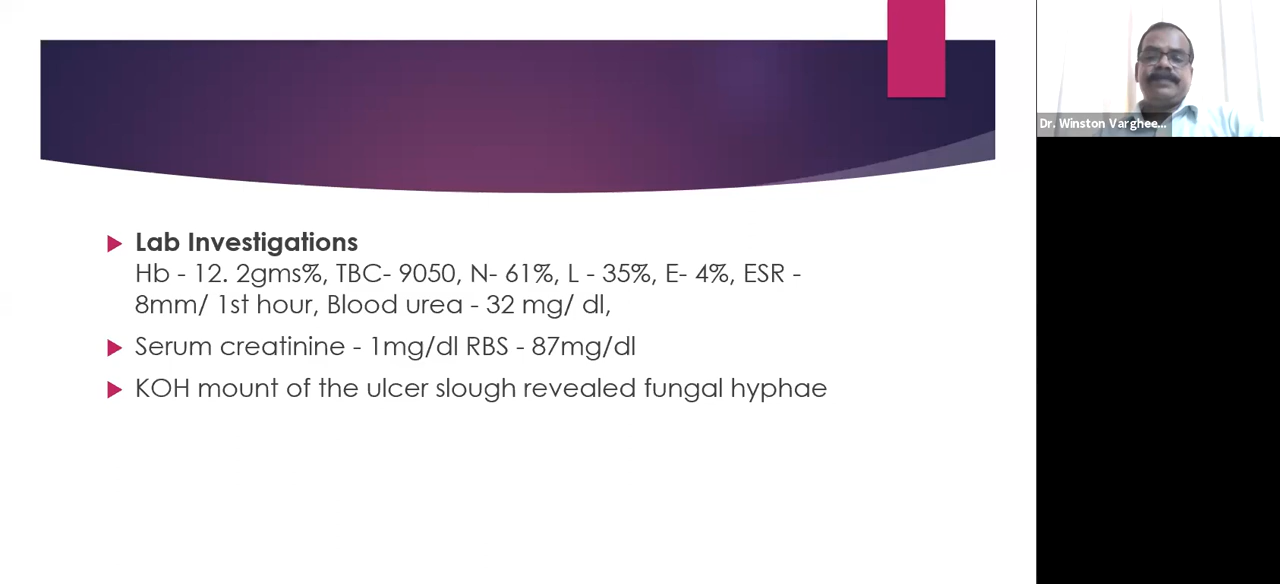 Lab Investigations
Hb - 12. 2gms%, TBC- 9050, N- 61%, L - 35%, E- 4%, ESR -
8mm/ 1st hour, Blood urea - 32 mg/ dl,
Serum creatinine - 1mg/dl RBS - 87mg/dl
KOH mount of the ulcer slough revealed fungal hyphae
Dr. Winston Varghee...